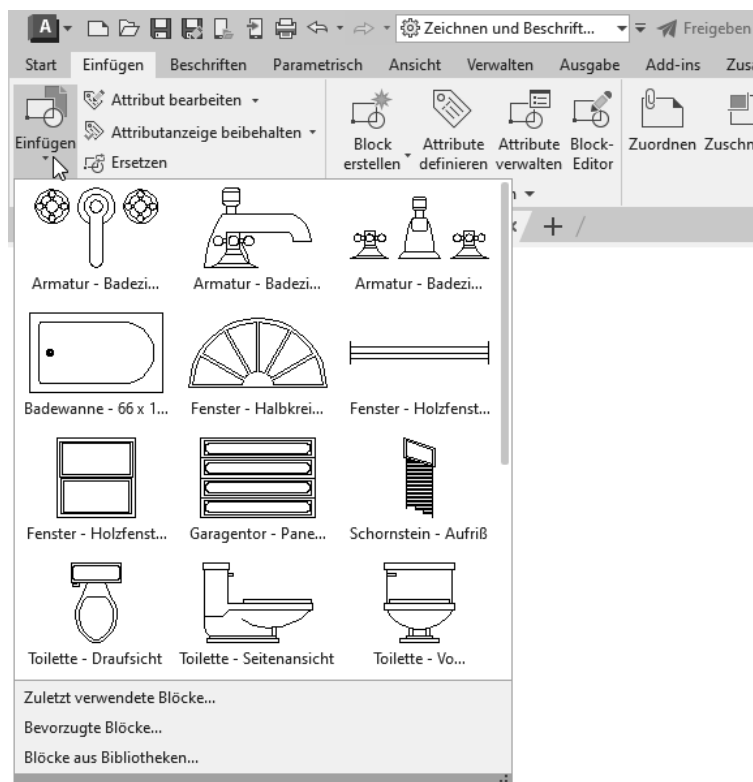 A Zeichnen und Beschrift... Freigeben
Start Einfügen Beschriften Parametrisch Ansicht Verwalten Ausgabe Add-ins Zusa
Einfügen
Attribut bearbeiten
Attributanzeige beibehalten
Ersetzen
Block erstellen
Attribute definieren
Attribute verwalten
Block-Editor
Zuordnen Zuschn
Armatur - Badezi... Armatur - Badezi... Armatur - Badezi...
Badewanne - 66 x 1... Fenster - Halbkrei... Fenster - Holzfenst...
Fenster - Holzfenst... Garagentor - Pane... Schornstein - Aufriß
Toilette - Draufsicht Toilette - Seitenansicht Toilette - Vo...
Zuletzt verwendete Blöcke...
Bevorzugte Blöcke...
Blöcke aus Bibliotheken...